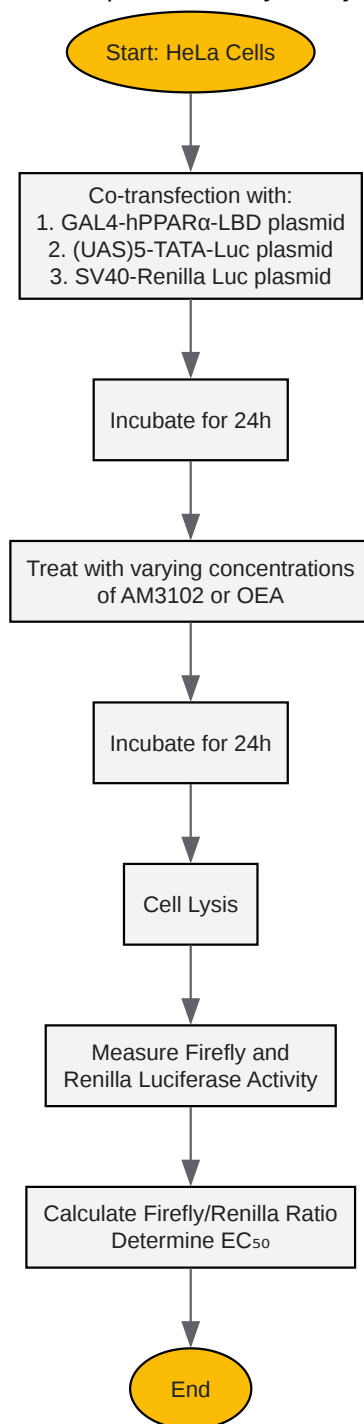 Start: HeLa Cells
Co-transfection with:
1. GAL4-hPPARα-LBD plasmid
2. (UAS)5-TATA-Luc plasmid
3. SV40-Renilla Luc plasmid
Incubate for 24h
Treat with varying concentrations
of AM3102 or OEA
Incubate for 24h
Cell Lysis
Measure Firefly and
Renilla Luciferase Activity
Calculate Firefly/Renilla Ratio
Determine EC₅₀
End